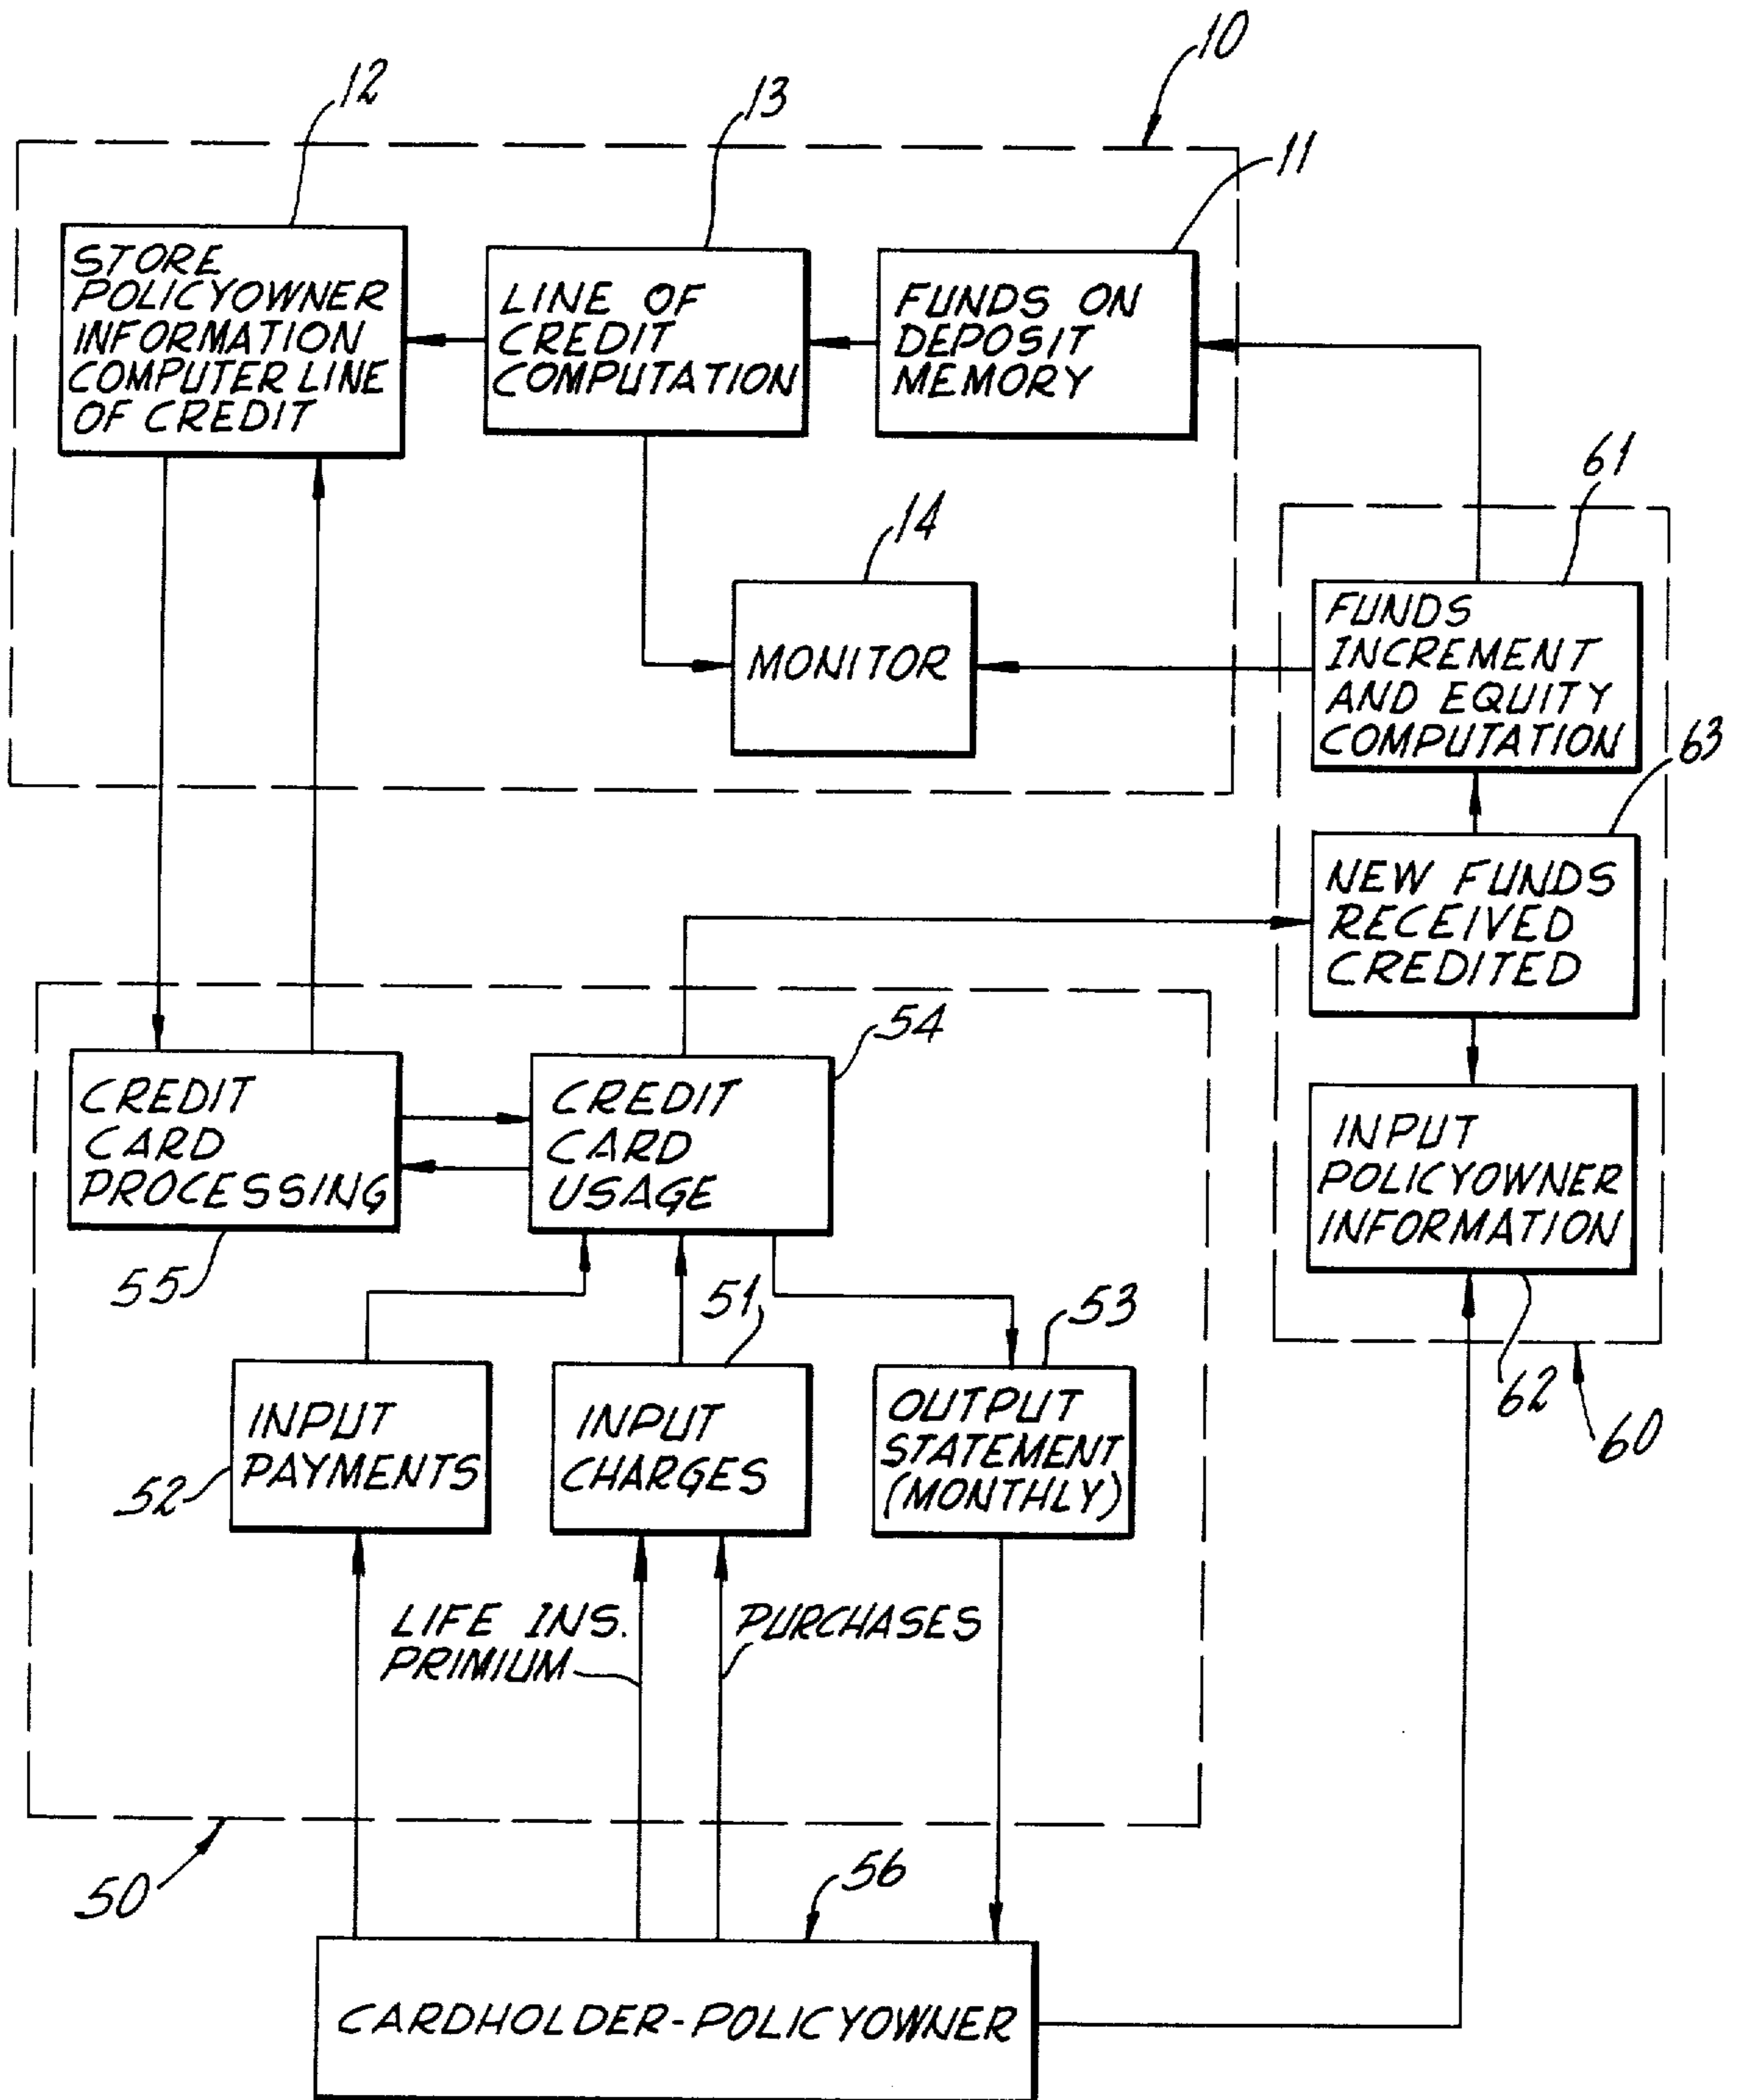 10
12
13
11
STORE
POLICYOWNER
INFORMATION
COMPUTER LINE
OF CREDIT
LINE OF
CREDIT
COMPUTATION
FUNDS ON
DEPOSIT
MEMORY
61
14
MONITOR
FUNDS
INCREMENT
AND EQUITY
COMPUTATION
63
NEW FUNDS
RECEIVED
CREDITED
54
CREDIT
CARD
PROCESSING
CREDIT
CARD
USAGE
INPUT
POLICYOWNER
INFORMATION
55
51
53
62
60
INPUT
PAYMENTS
52
INPUT
CHARGES
OUTPUT
STATEMENT
(MONTHLY)
LIFE INS.
PRIMIUM
PURCHASES
50
56
CARDHOLDER-POLICYOWNER